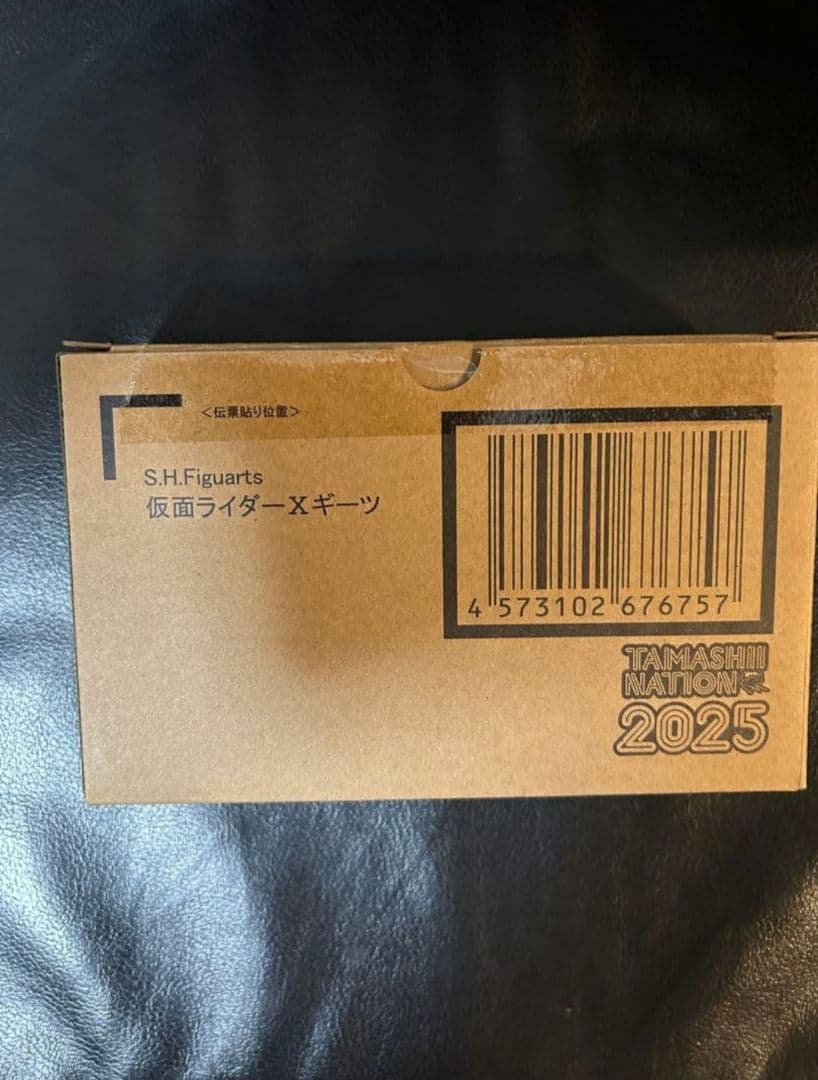 <伝票貼り位置>
S.H.Figuarts
仮面ライダーXギーツ
4 573102 676757
TAMASHII
NATION
2025